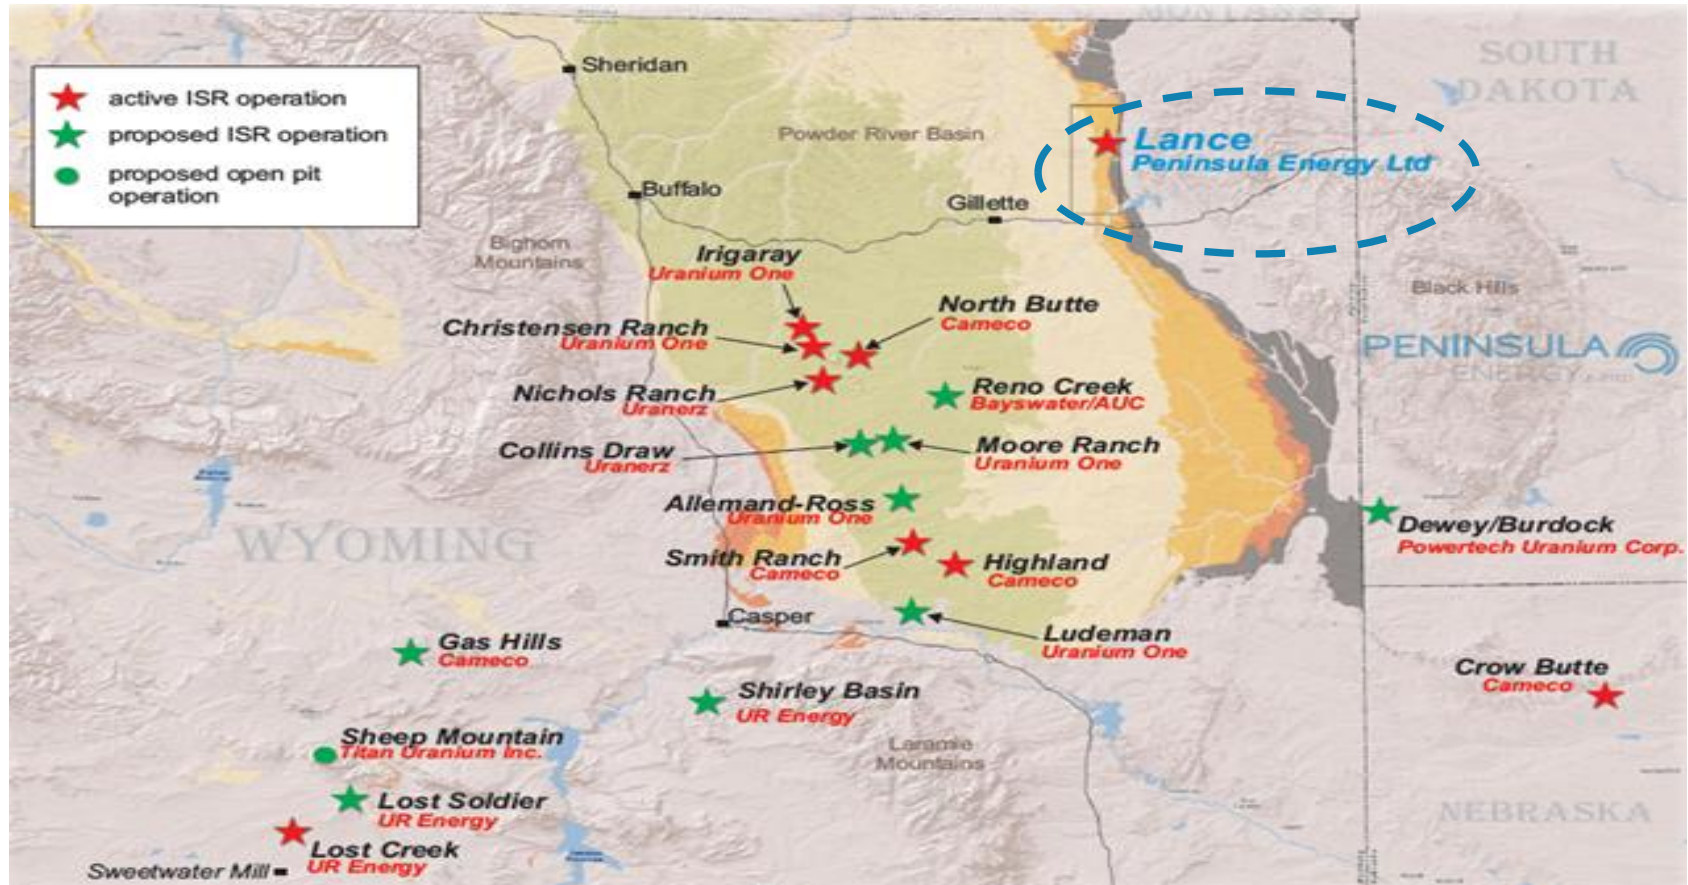 MONTANA
SOUTH
DAKOTA
Sheridan
active ISR operation
proposed ISR operation
proposed open pit
operation
Powder River Basin
Lance
Peninsula Energy Ltd
Buffalo
Gillette
Bighorn
Mountains
Irigaray
Uranium One
Black Hills
North Butte
Cameco
Christensen Ranch
Uranium One
PENINSULA
ENERGY
Nichols Ranch
Uranerz
Reno Creek
Bayswater/AUC
Collins Draw
Uranerz
Moore Ranch
Uranium One
Allemand-Ross
Uranium One
WYOMING
Dewey/Burdock
Powertech Uranium Corp.
Smith Ranch
Cameco
Highland
Cameco
Casper
Gas Hills
Cameco
Ludeman
Uranium One
Crow Butte
Cameco
Shirley Basin
UR Energy
Sheep Mountain
Titan Uranium Inc.
Laramie
Mountains
Lost Soldier
UR Energy
NEBRASKA
Lost Creek
UR Energy
Sweetwater Mill